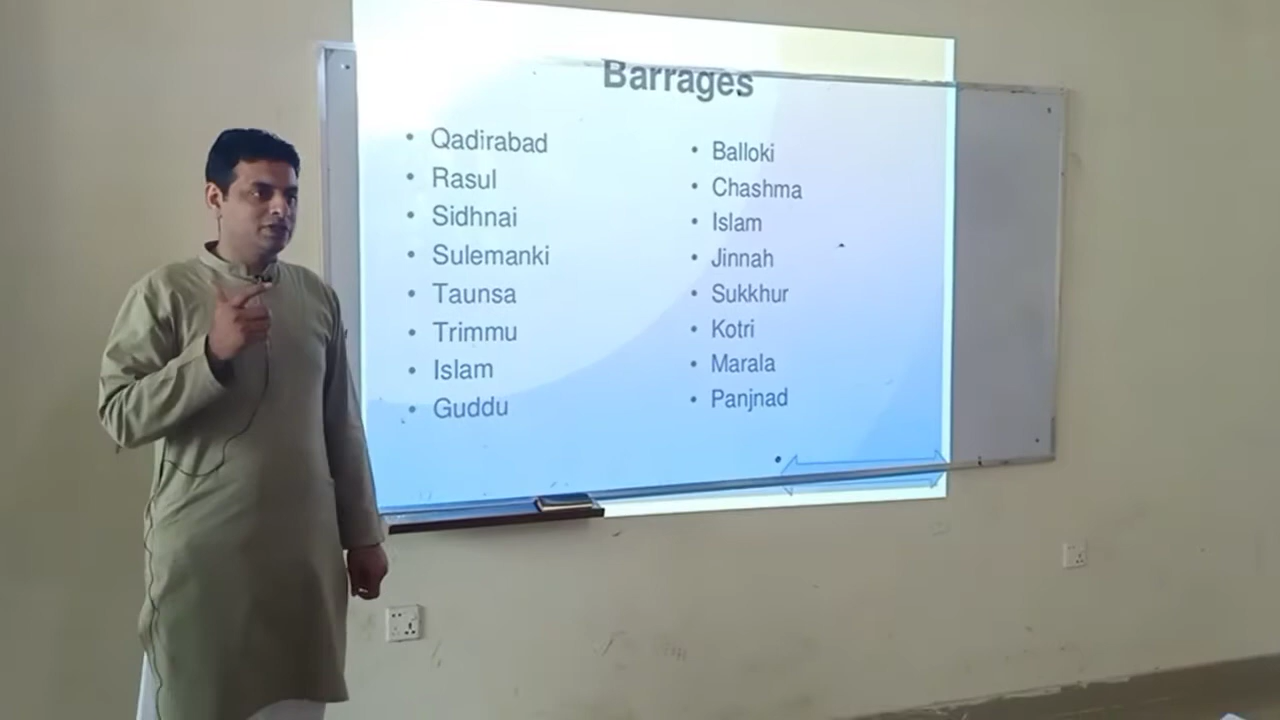 Barrages
• Qadirabad
• Rasul
• Sidhnai
• Sulemanki
• Taunsa
• Trimmu
• Islam
• Guddu
• Balloki
• Chashma
• Islam
• Jinnah
• Sukkhur
• Kotri
• Marala
• Panjnad